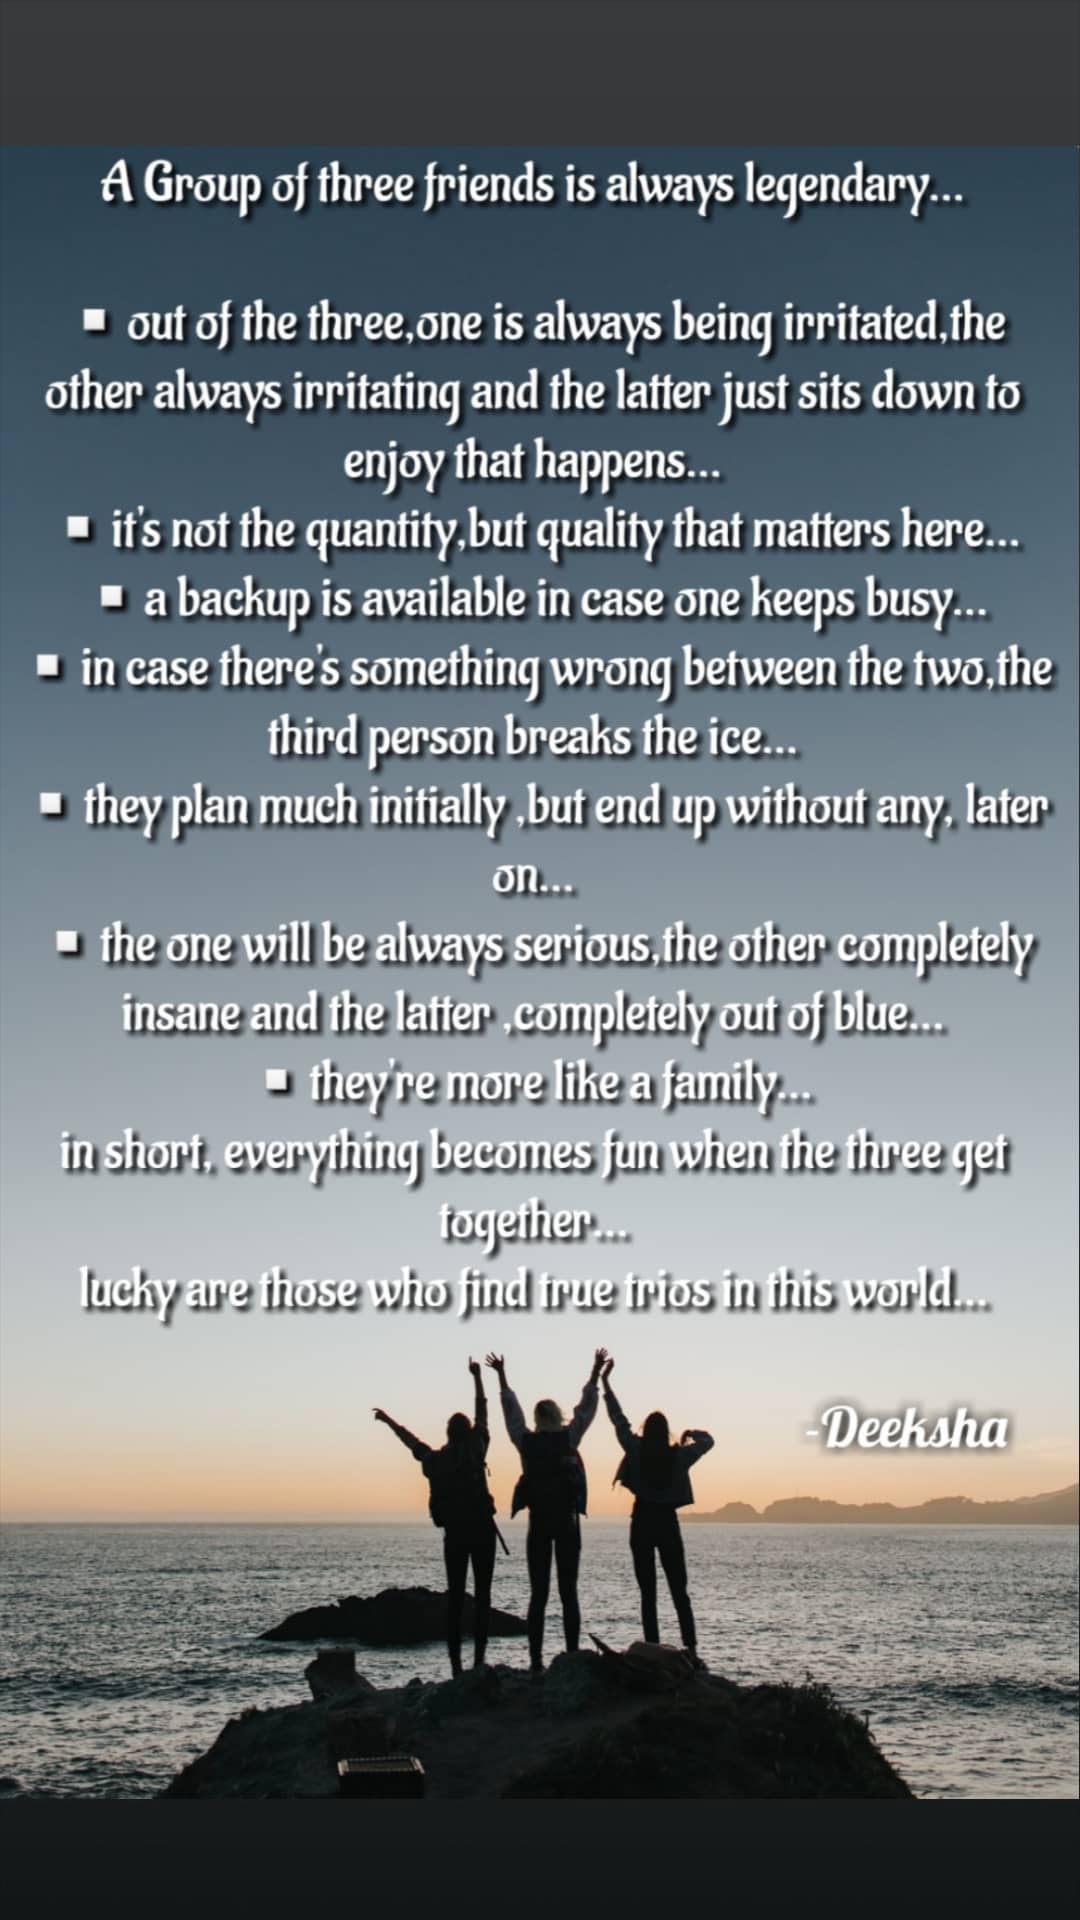 A Group of three friends is always legendary...
▪ out of the three,one is always being irritated,the
other always irritating and the latter just sits down to
enjoy that happens...
▪ it's not the quantity,but quality that matters here...
▪ a backup is available in case one keeps busy...
▪ in case there's something wrong between the two,the
third person breaks the ice...
▪ they plan much initially ,but end up without any, later
on...
▪ the one will be always serious,the other completely
insane and the latter ,completely out of blue...
▪ they're more like a family...
in short, everything becomes fun when the three get
together...
lucky are those who find true trios in this world...
-Deeksha